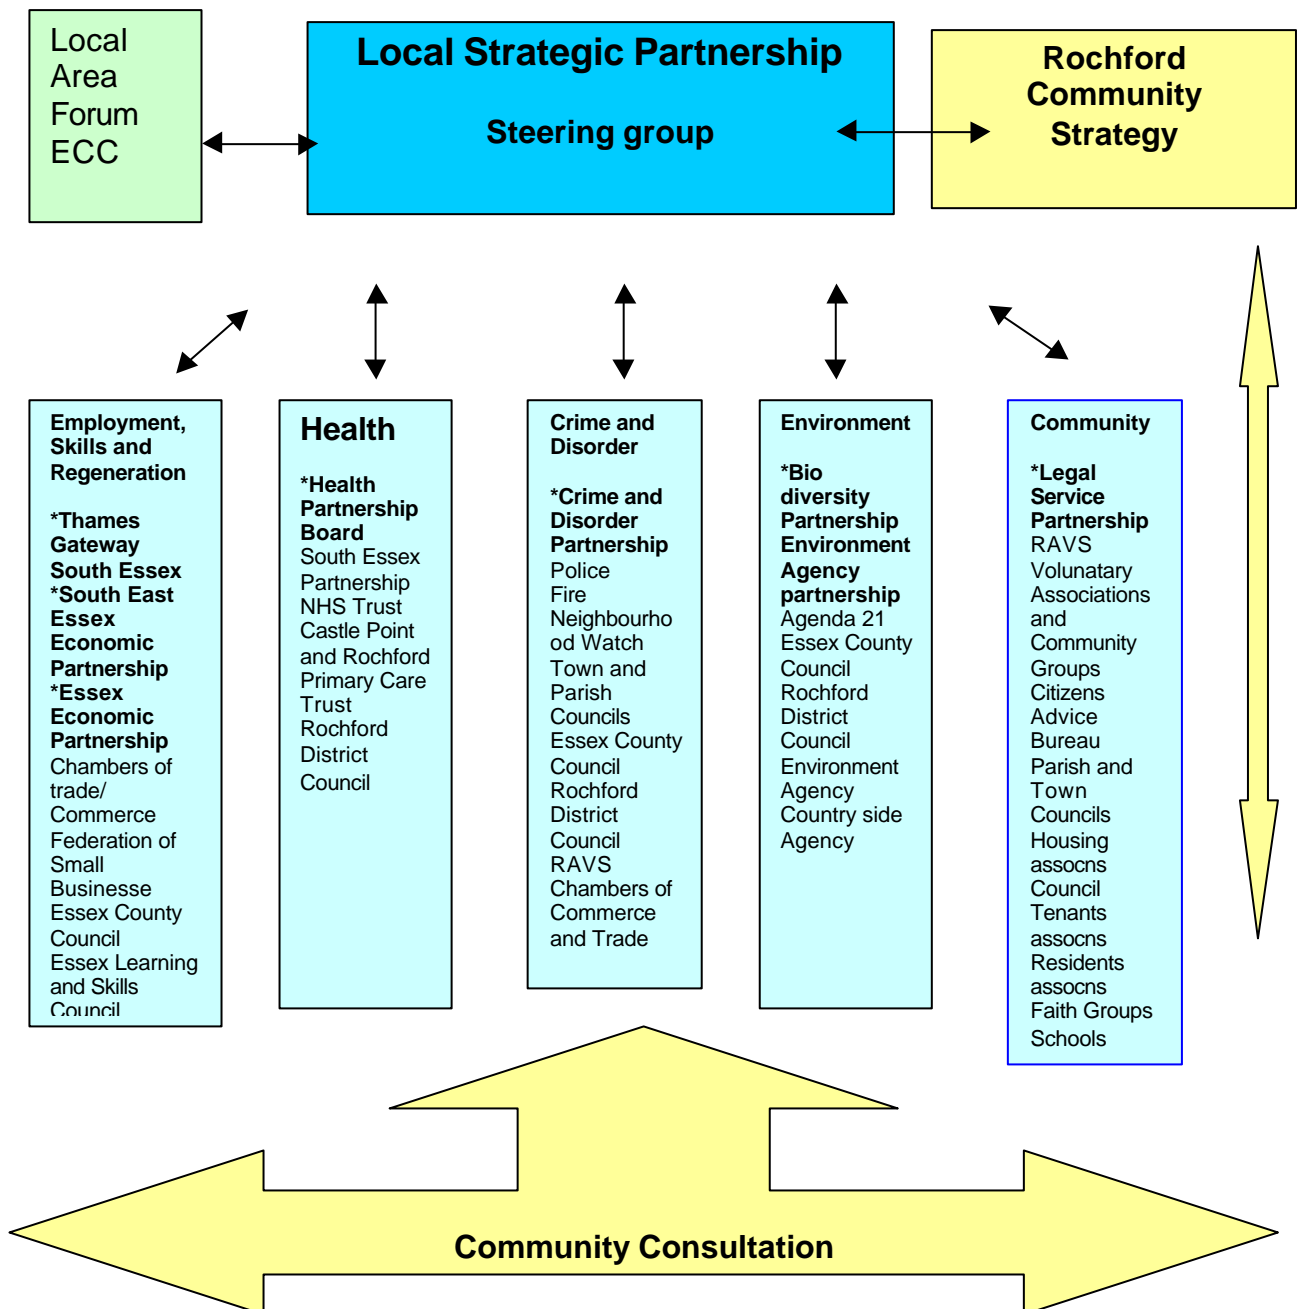 Local
Area
Forum
ECC
Local Strategic Partnership
Steering group
Rochford
Community
Strategy
Employment,
Skills and
Regeneration
*Thames
Gateway
South Essex
*South East
Essex
Economic
Partnership
*Essex
Economic
Partnership
Chambers of
trade/
Commerce
Federation of
Small
Businesse
Essex County
Council
Essex Learning
and Skills
Council
Health
*Health
Partnership
Board
South Essex
Partnership
NHS Trust
Castle Point
and Rochford
Primary Care
Trust
Rochford
District
Council
Crime and
Disorder
*Crime and
Disorder
Partnership
Police
Fire
Neighbourho
od Watch
Town and
Parish
Councils
Essex County
Council
Rochford
District
Council
RAVS
Chambers of
Commerce
and Trade
Environment
*Bio
diversity
Partnership
Environment
Agency
partnership
Agenda 21
Essex County
Council
Rochford
District
Council
Environment
Agency
Country side
Agency
Community
*Legal
Service
Partnership
RAVS
Volunatary
Associations
and
Community
Groups
Citizens
Advice
Bureau
Parish and
Town
Councils
Housing
assocns
Council
Tenants
assocns
Residents
assocns
Faith Groups
Schools
Community Consultation